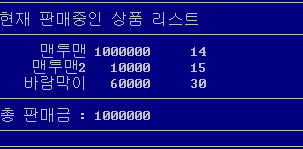 현재 판매중인 상품 리스트
맨투맨 1000000 14
맨투맨2 10000 15
바람막이 60000 30
총 판매금 : 1000000